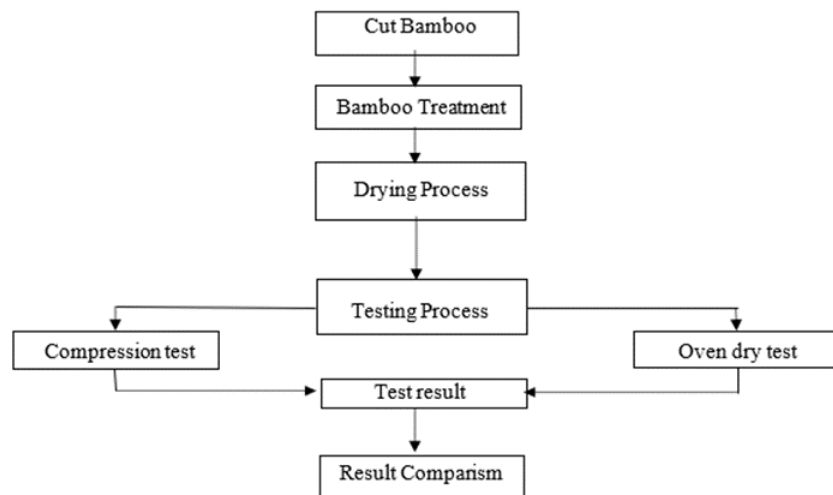 Cut Bamboo
Bamboo Treatment
Drying Process
Testing Process
Compression test
Oven dry test
Test result
Result Comparism